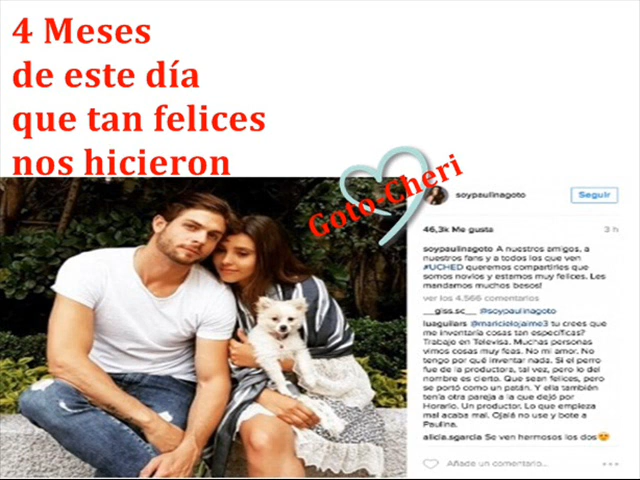 4 Meses
de este día
que tan felices
nos hicieron
Goto-Cheri
soypaulinagoto
Seguir
46,3k Me gusta
3 h
soypaulinagoto A nuestros amigos, a
nuestros fans y a todos los que ven
#UCHED queremos compartirles que
somos novios y estamos muy felices. Les
mandamos muchos besos!
ver los 4.566 comentarios
__giss.sc__ @soypaulinagoto
luaguilars @maricielojaime3 tu crees que
me inventaría cosas tan específicas?
Trabajo en Televisa. Muchas personas
vimos cosas muy feas. No mi amor. No
tengo por qué inventar nada. Si el perro
fue de la productora, tal vez, pero lo del
nombre es cierto. Que sean felices, pero
se portó como un patán. Y ella también
tenía otra pareja a la que dejó por
Horario. Un productor. Lo que empieza
mal acaba mal. Ojalá no use y bote a
Paulina.
alicia.sgarcia Se ven hermosos los dos😍
Añade un comentario...